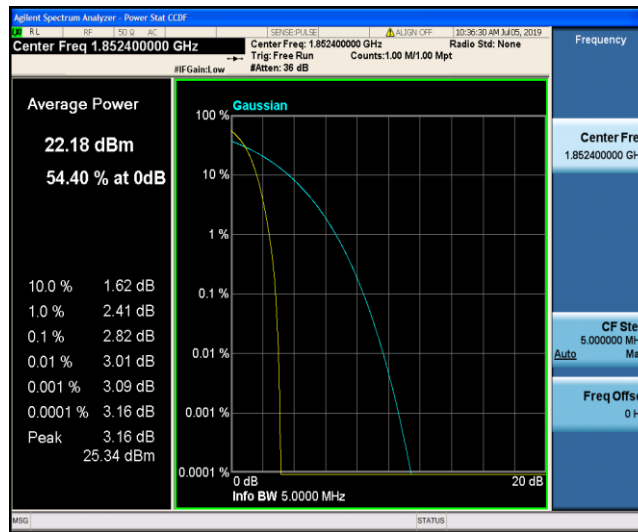 Agilent Spectrum Analyzer - Power Stat CCDF
RL RF 50 Ω AC SENSE:PULSE ALIGN OFF 10:36:30 AM Jul 05, 2019
Center Freq 1.852400000 GHz
Center Freq: 1.852400000 GHz Radio Std: None
Trig: Free Run Counts:1.00 M/1.00 Mpt
#IFGain:Low #Atten: 36 dB
Frequency
Average Power
22.18 dBm
54.40 % at 0dB
10.0 % 1.62 dB
1.0 % 2.41 dB
0.1 % 2.82 dB
0.01 % 3.01 dB
0.001 % 3.09 dB
0.0001 % 3.16 dB
Peak 3.16 dB
25.34 dBm
Gaussian
100 %
10 %
1 %
0.1 %
0.01 %
0.001 %
0.0001 %
0 dB 20 dB
Info BW 5.0000 MHz
Center Fre
1.852400000 GH
CF Ste
5.000000 MH
Auto Ma
Freq Offs
0 H
MSG STATUS